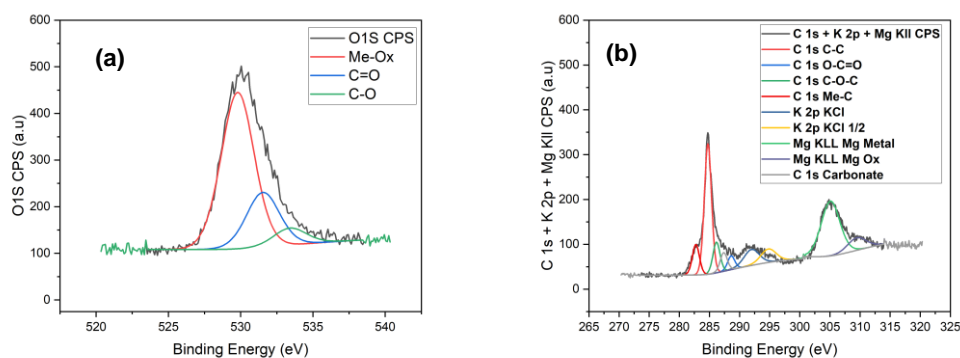 (a)
O1S CPS
Me-Ox
C=O
C-O
600
500
400
300
200
100
0
O1S CPS (a.u)
520 525 530 535 540
Binding Energy (eV)
(b)
C 1s + K 2p + Mg Kll CPS
C 1s C-C
C 1s O-C=O
C 1s C-O-C
C 1s Me-C
K 2p KCl
K 2p KCl 1/2
Mg KLL Mg Metal
Mg KLL Mg Ox
C 1s Carbonate
600
500
400
300
200
100
0
C 1s + K 2p + Mg Kll CPS (a.u)
265 270 275 280 285 290 295 300 305 310 315 320 325
Binding Energy (eV)